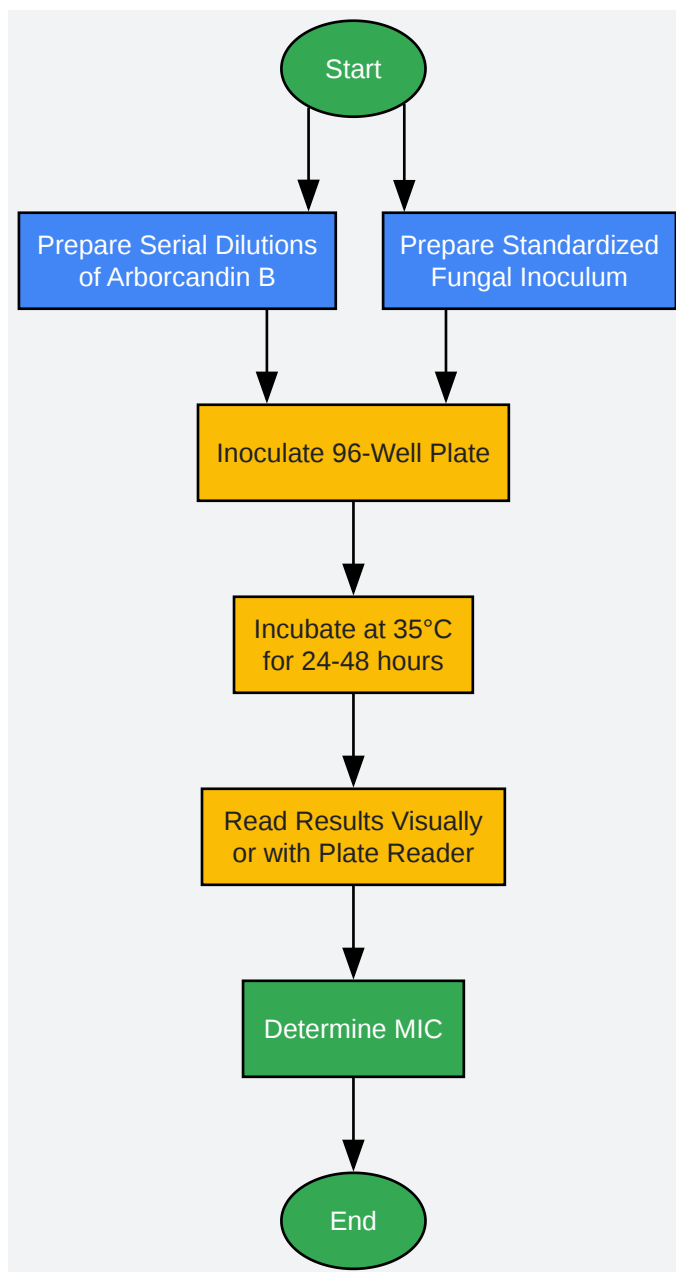 Start
Prepare Serial Dilutions
of Arborcandin B
Prepare Standardized
Fungal Inoculum
Inoculate 96-Well Plate
Incubate at 35°C
for 24-48 hours
Read Results Visually
or with Plate Reader
Determine MIC
End